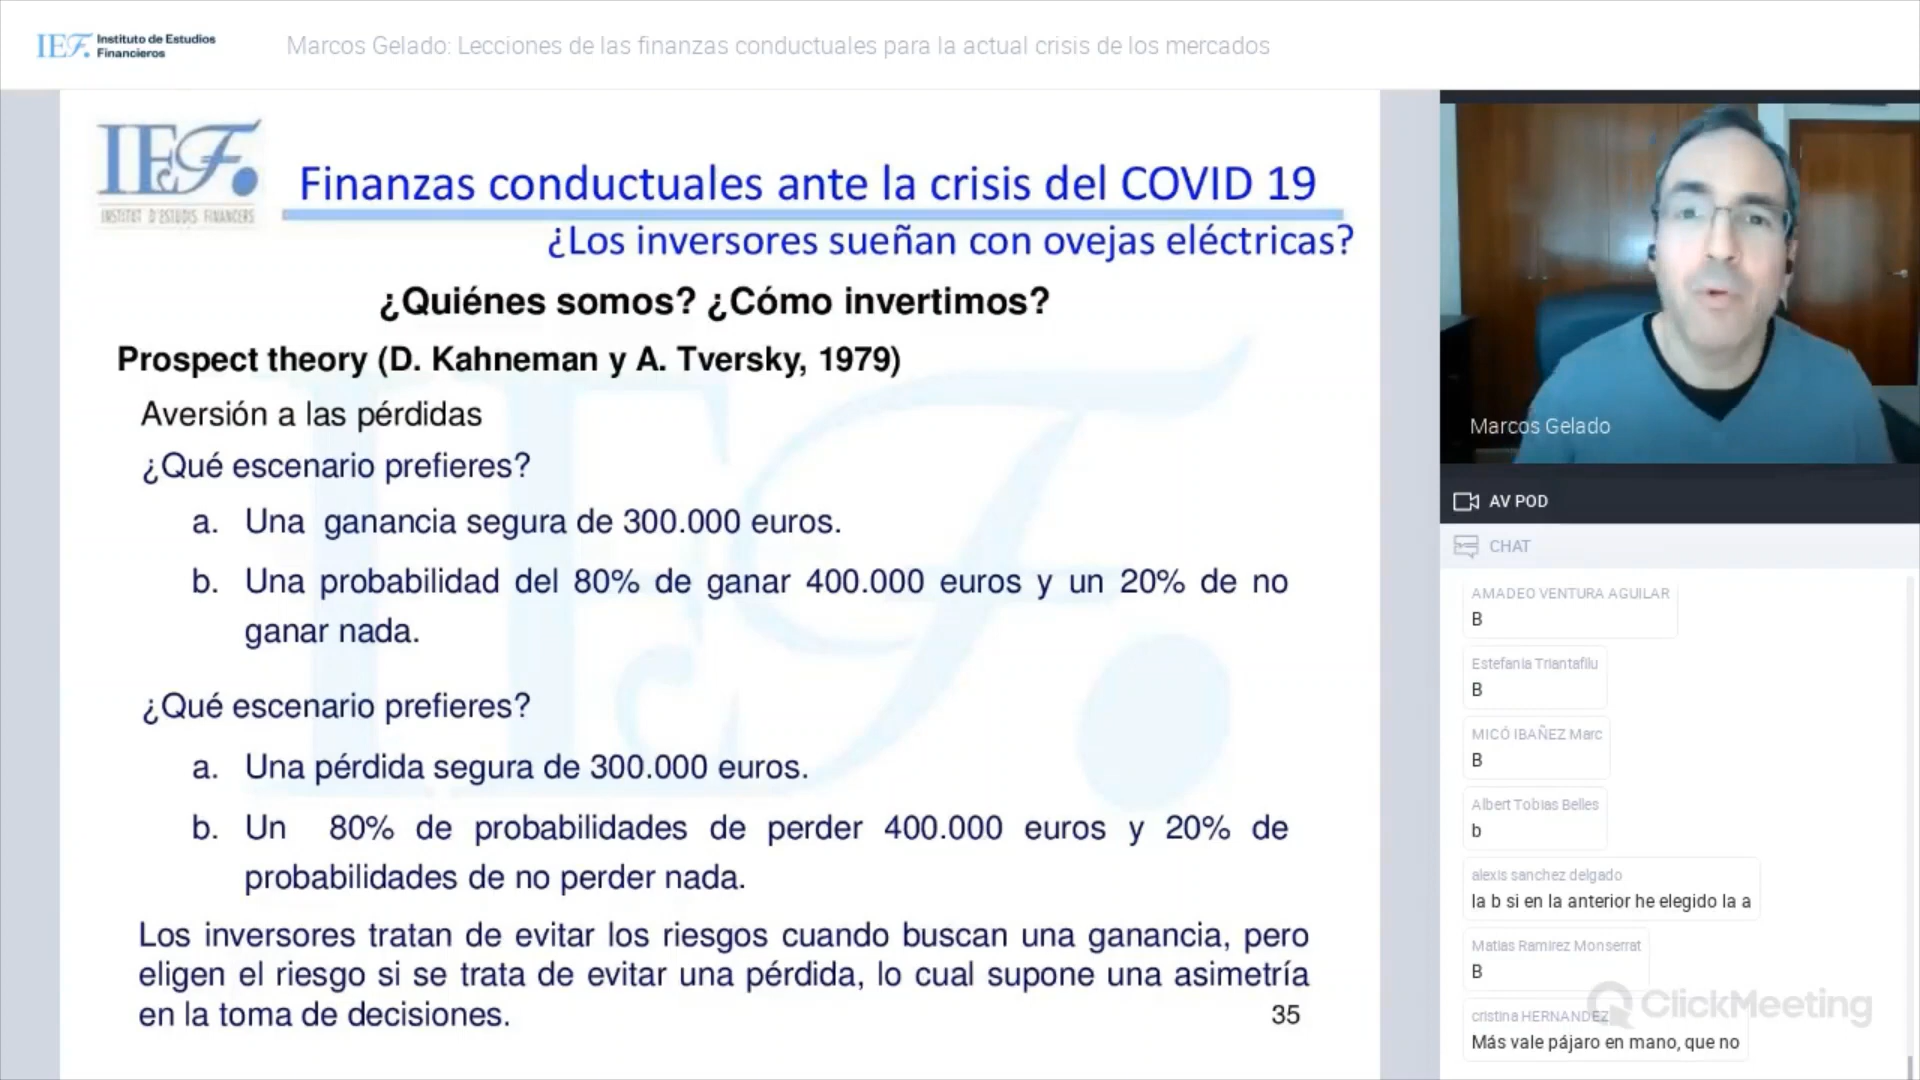 IEF. Instituto de Estudios
Financieros
Marcos Gelado: Lecciones de las finanzas conductuales para la actual crisis de los mercados
IEF.
INSTITUT D'ESTUDIS FINANCERS
Finanzas conductuales ante la crisis del COVID 19
¿Los inversores sueñan con ovejas eléctricas?
¿Quiénes somos? ¿Cómo invertimos?
Prospect theory (D. Kahneman y A. Tversky, 1979)
Aversión a las pérdidas
¿Qué escenario prefieres?
a. Una ganancia segura de 300.000 euros.
b. Una probabilidad del 80% de ganar 400.000 euros y un 20% de no
ganar nada.
¿Qué escenario prefieres?
a. Una pérdida segura de 300.000 euros.
b. Un 80% de probabilidades de perder 400.000 euros y 20% de
probabilidades de no perder nada.
Los inversores tratan de evitar los riesgos cuando buscan una ganancia, pero
eligen el riesgo si se trata de evitar una pérdida, lo cual supone una asimetría
en la toma de decisiones.
35
Marcos Gelado
AV POD
CHAT
AMADEO VENTURA AGUILAR
B
Estefania Triantafilu
B
MICÓ IBAÑEZ Marc
B
Albert Tobias Belles
b
alexis sanchez delgado
la b si en la anterior he elegido la a
Matias Ramirez Monserrat
B
cristina HERNANDEZ
Más vale pájaro en mano, que no
ClickMeeting